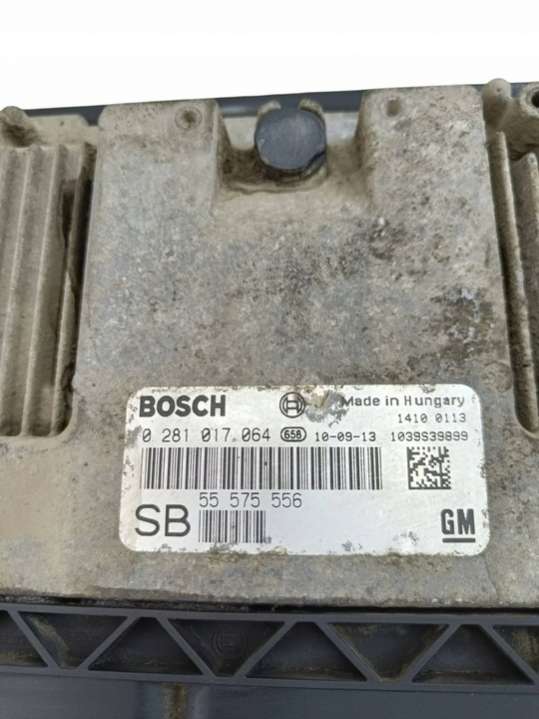 BOSCH Made in Hungary
1410 0113
0 281 017 064 658 10-09-13 1039S39899
55 575 556
SB
GM